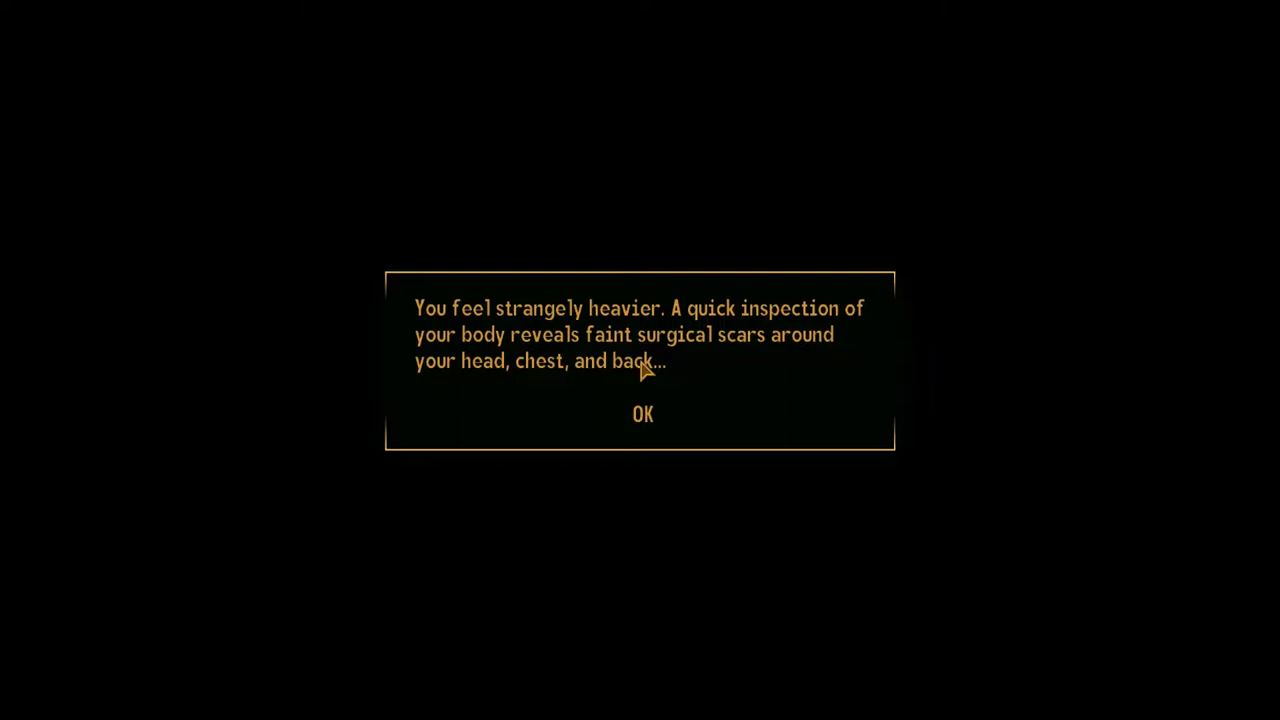 You feel strangely heavier. A quick inspection of
your body reveals faint surgical scars around
your head, chest, and back...
OK